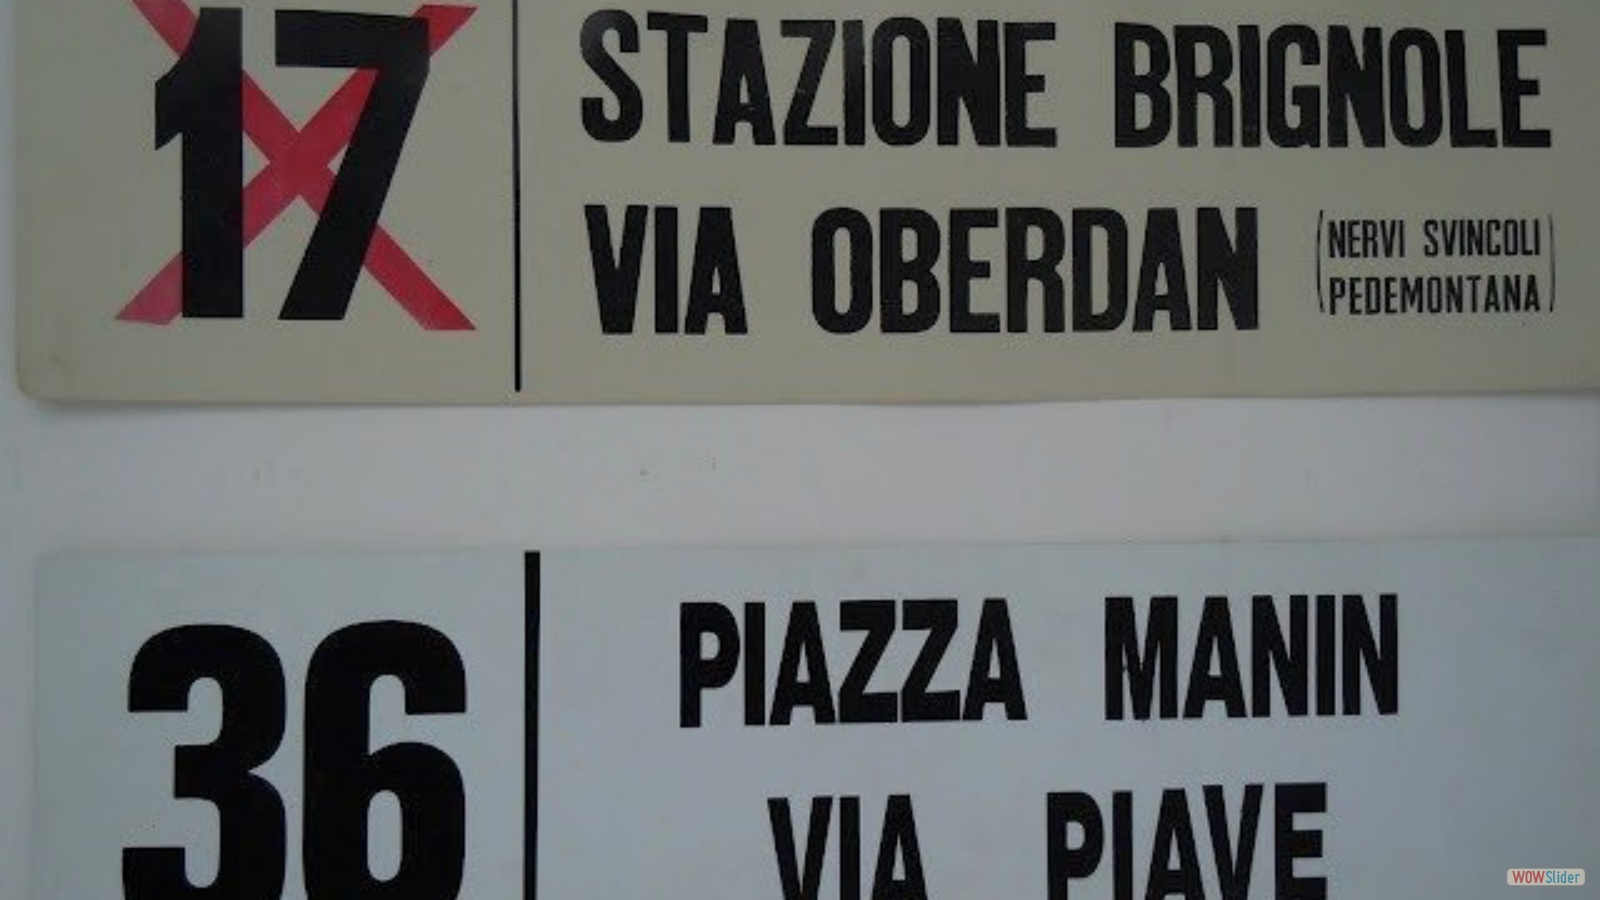 17
STAZIONE BRIGNOLE
VIA OBERDAN
(NERVI SVINCOLI
PEDEMONTANA)
36
PIAZZA MANIN
VIA PIAVE
WOWSlider